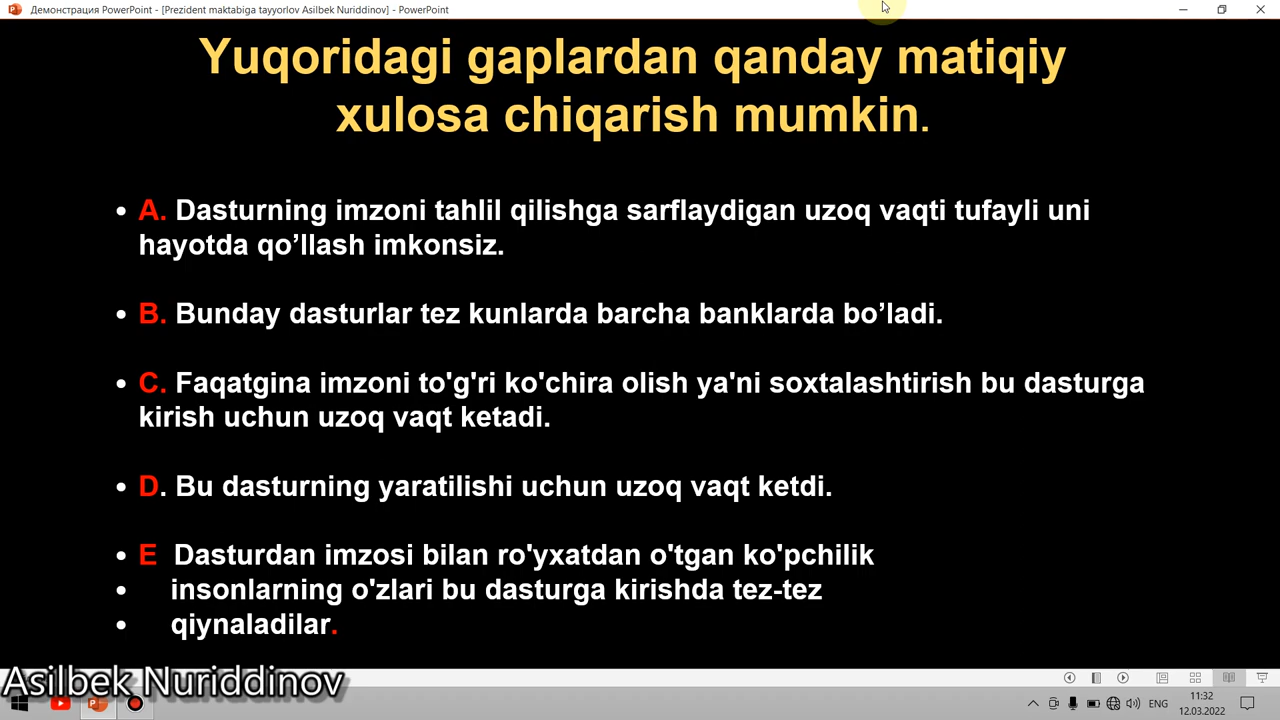 Демонстрация PowerPoint - [Prezident maktabiga tayyorlov Asilbek Nuriddinov] - PowerPoint
Yuqoridagi gaplardan qanday matiqiy
xulosa chiqarish mumkin.
• A. Dasturning imzoni tahlil qilishga sarflaydigan uzoq vaqti tufayli uni
hayotda qo’llash imkonsiz.
• B. Bunday dasturlar tez kunlarda barcha banklarda bo’ladi.
• C. Faqatgina imzoni to'g'ri ko'chira olish ya'ni soxtalashtirish bu dasturga
kirish uchun uzoq vaqt ketadi.
• D. Bu dasturning yaratilishi uchun uzoq vaqt ketdi.
• E Dasturdan imzosi bilan ro'yxatdan o'tgan ko'pchilik
• insonlarning o'zlari bu dasturga kirishda tez-tez
• qiynaladilar.
Asilbek Nuriddinov
ENG
11:32
12.03.2022